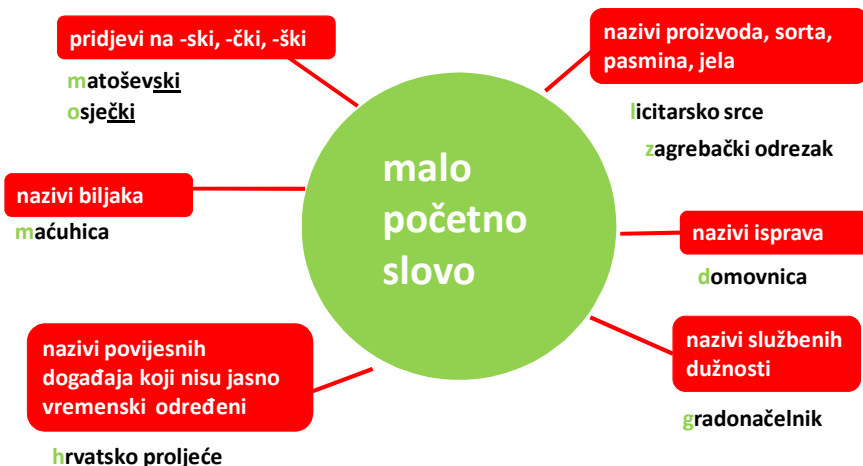 pridjevi na -ski, -čki, -ški
matoševski
osječki
nazivi proizvoda, sorta,
pasmina, jela
licitarsko srce
zagrebački odrezak
malo
početno
slovo
nazivi biljaka
maćuhica
nazivi isprava
domovnica
nazivi povijesnih
događaja koji nisu jasno
vremenski određeni
hrvatsko proljeće
nazivi službenih
dužnosti
gradonačelnik